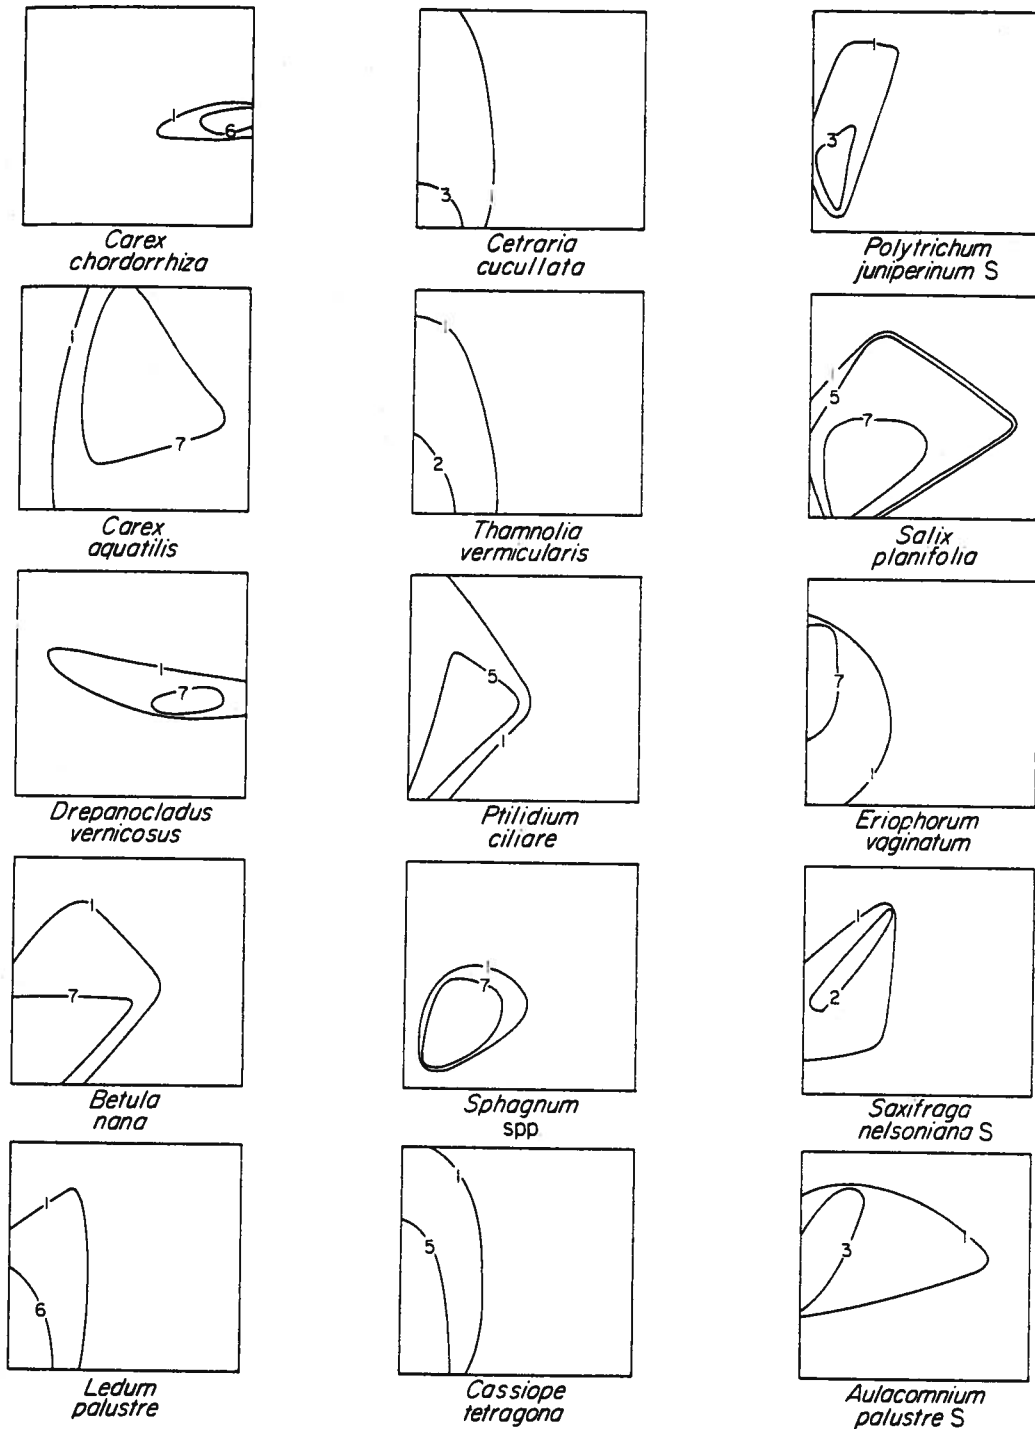 1
6
Carex
chordorrhiza
3
1
Cetraria
cucullata
1
3
Polytrichum
juniperinum S
1
7
Carex
aquatilis
1
2
Thamnolia
vermicularis
1
5
7
Salix
planifolia
1
7
Drepanocladus
vernicosus
5
1
Ptilidium
ciliare
7
1
Eriophorum
vaginatum
1
7
Betula
nana
1
7
Sphagnum
spp
1
2
Saxifraga
nelsoniana S
1
6
Ledum
palustre
1
5
Cassiope
tetragona
1
3
Aulacomnium
palustre S